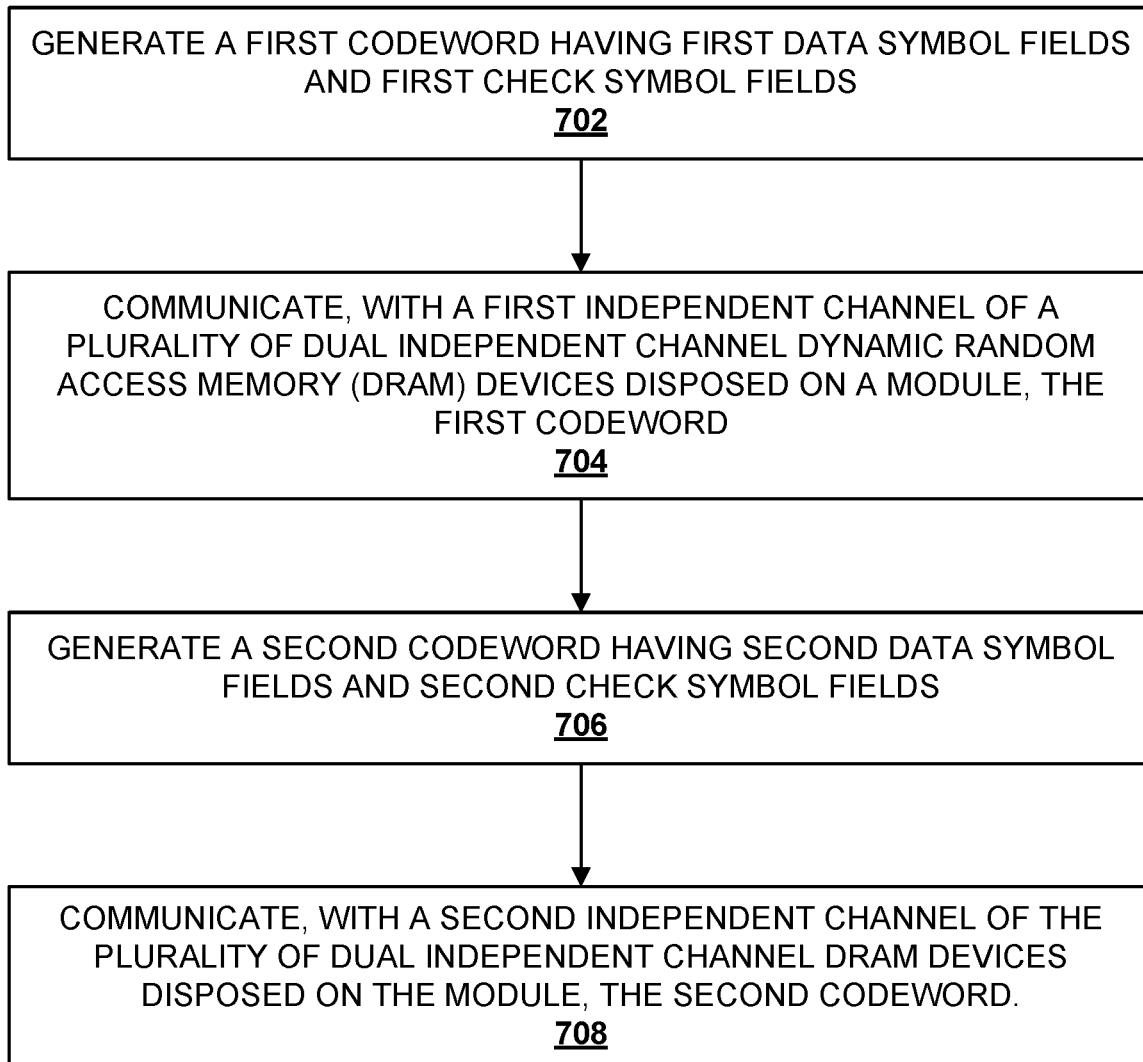 GENERATE A FIRST CODEWORD HAVING FIRST DATA SYMBOL FIELDS
AND FIRST CHECK SYMBOL FIELDS
702
COMMUNICATE, WITH A FIRST INDEPENDENT CHANNEL OF A
PLURALITY OF DUAL INDEPENDENT CHANNEL DYNAMIC RANDOM
ACCESS MEMORY (DRAM) DEVICES DISPOSED ON A MODULE, THE
FIRST CODEWORD
704
GENERATE A SECOND CODEWORD HAVING SECOND DATA SYMBOL
FIELDS AND SECOND CHECK SYMBOL FIELDS
706
COMMUNICATE, WITH A SECOND INDEPENDENT CHANNEL OF THE
PLURALITY OF DUAL INDEPENDENT CHANNEL DRAM DEVICES
DISPOSED ON THE MODULE, THE SECOND CODEWORD.
708